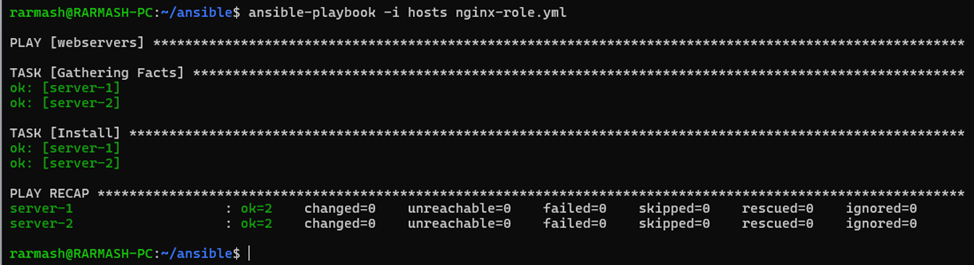 rarmash@RARMASH-PC:~/ansible$ ansible-playbook -i hosts nginx-role.yml
PLAY [webservers] ******************************************************************************************************
TASK [Gathering Facts] *************************************************************************************************
ok: [server-1]
ok: [server-2]
TASK [Install] *********************************************************************************************************
ok: [server-1]
ok: [server-2]
PLAY RECAP *************************************************************************************************************
server-1 : ok=2 changed=0 unreachable=0 failed=0 skipped=0 rescued=0 ignored=0
server-2 : ok=2 changed=0 unreachable=0 failed=0 skipped=0 rescued=0 ignored=0
rarmash@RARMASH-PC:~/ansible$